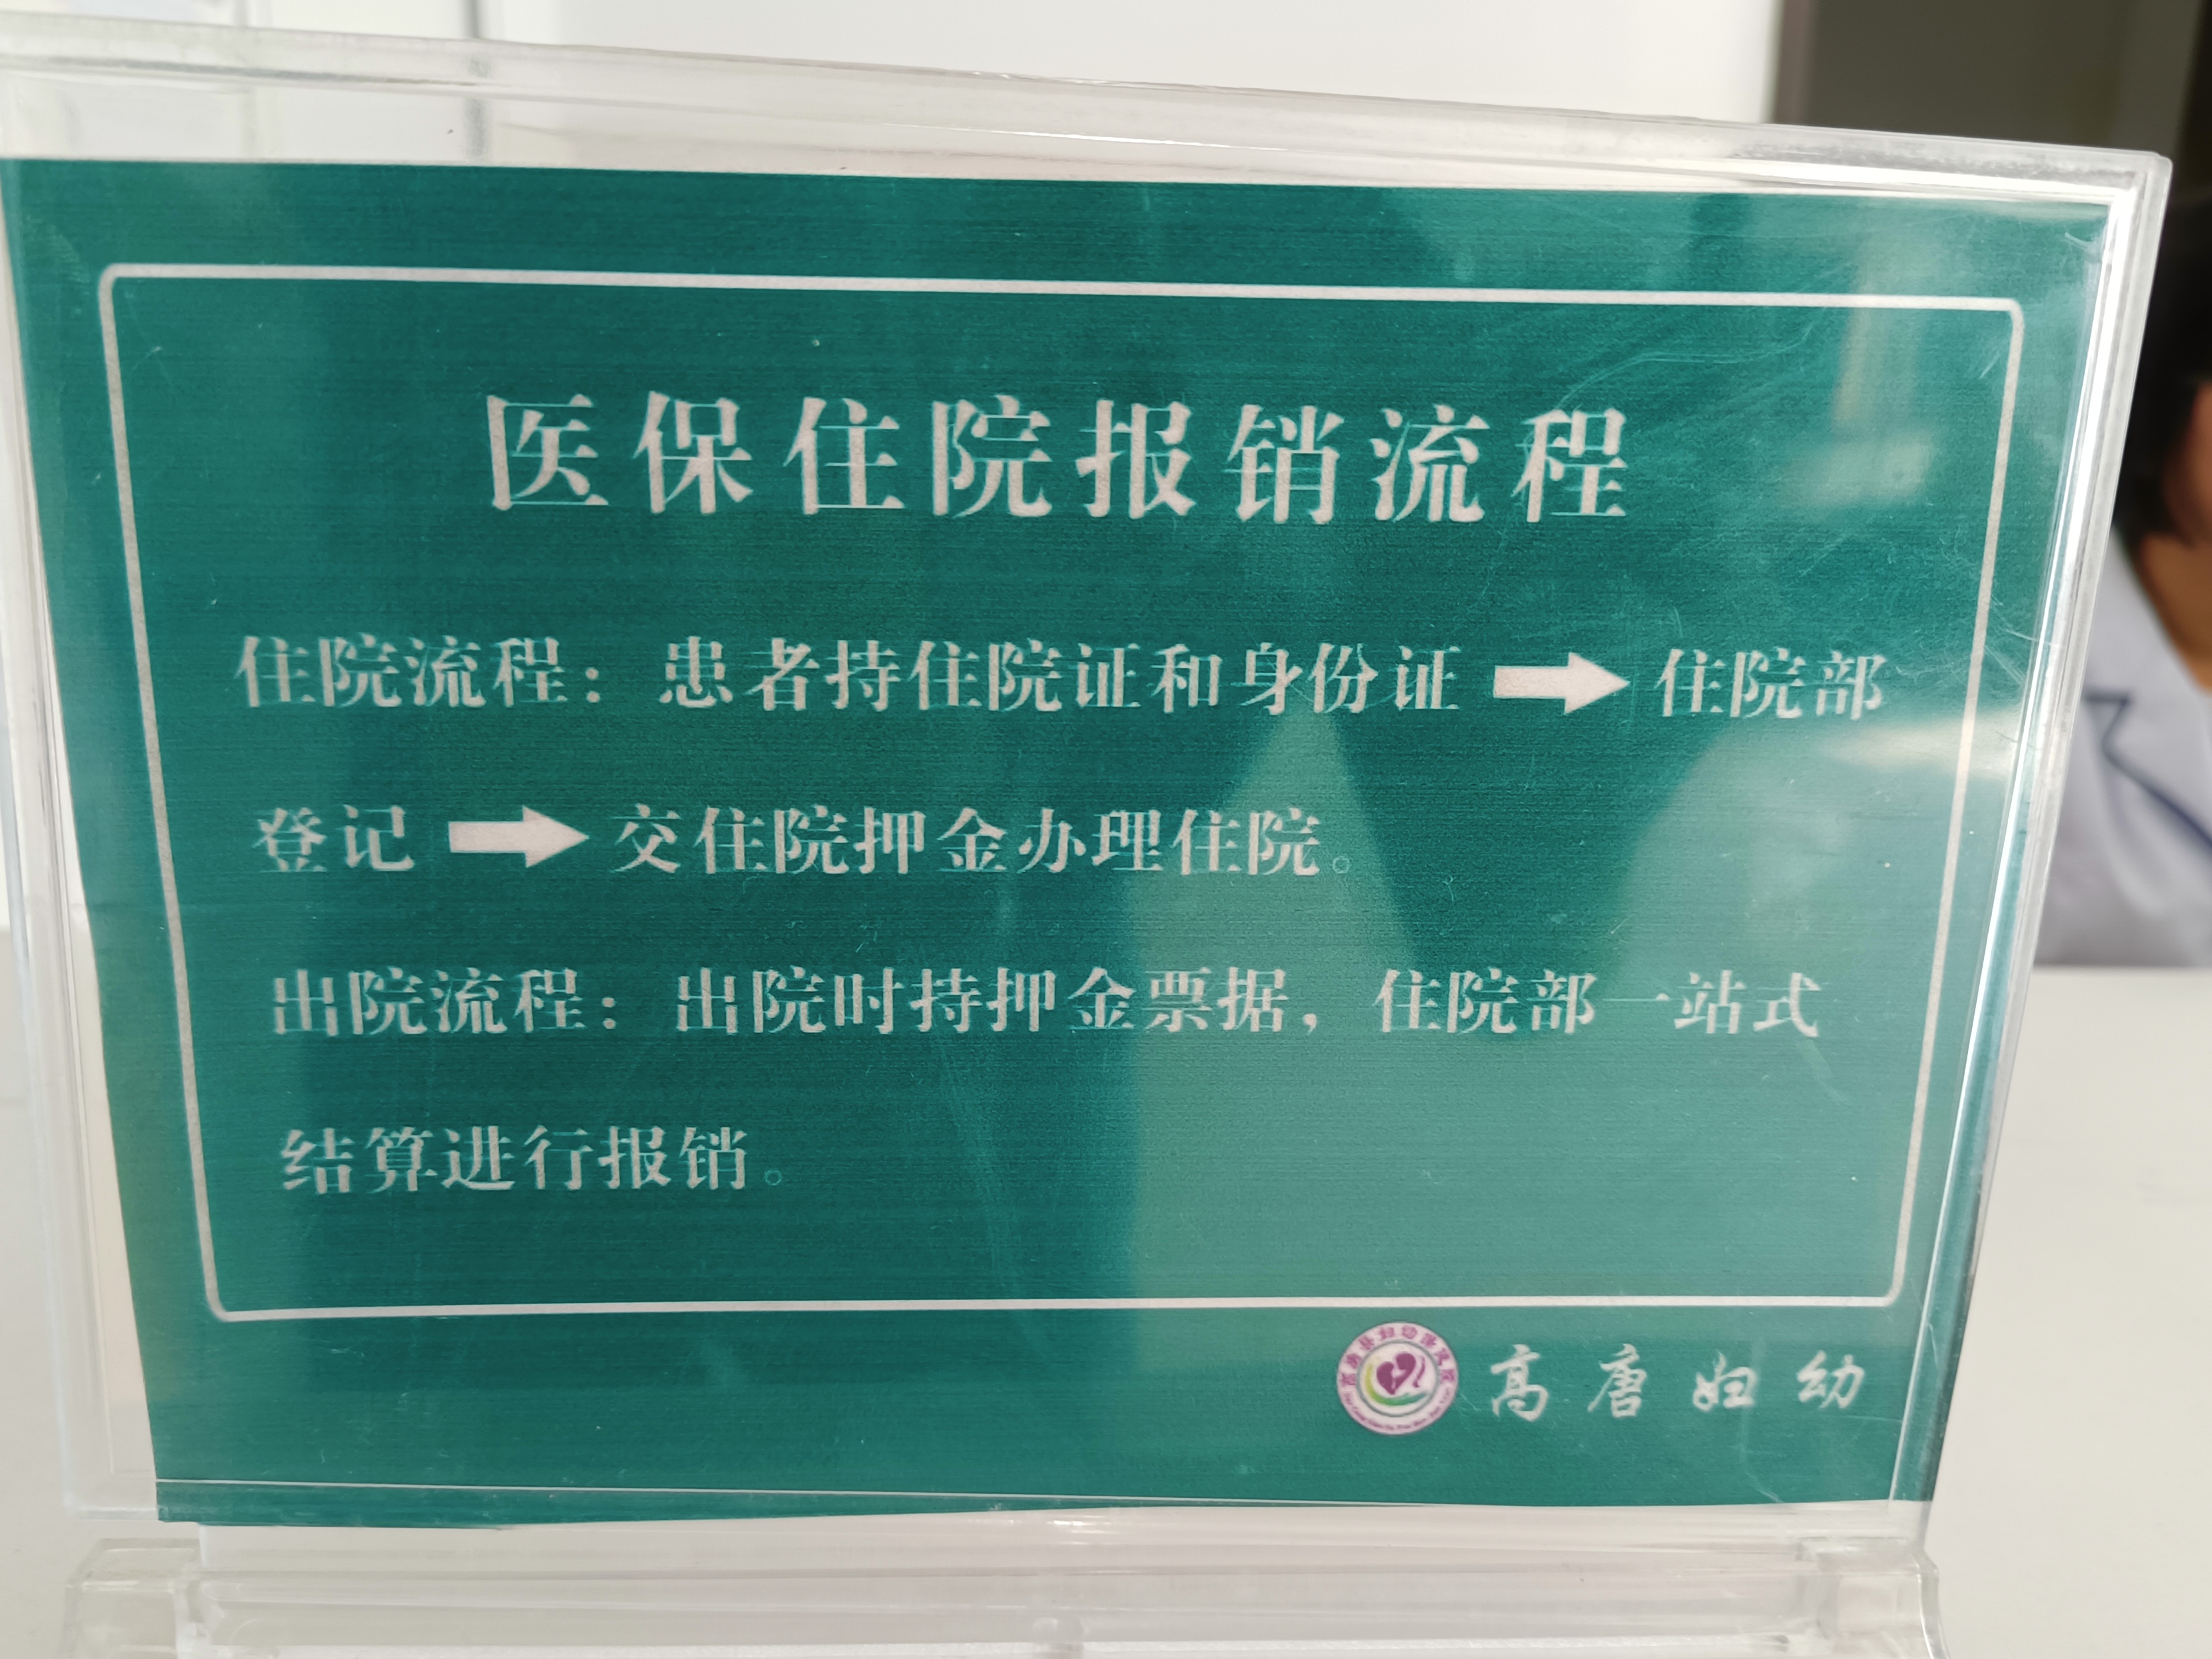 医保住院报销流程
住院流程：患者持住院证和身份证➡住院部
登记➡交住院押金办理住院。
出院流程：出院时持押金票据，住院部一站式
结算进行报销。
高唐妇幼